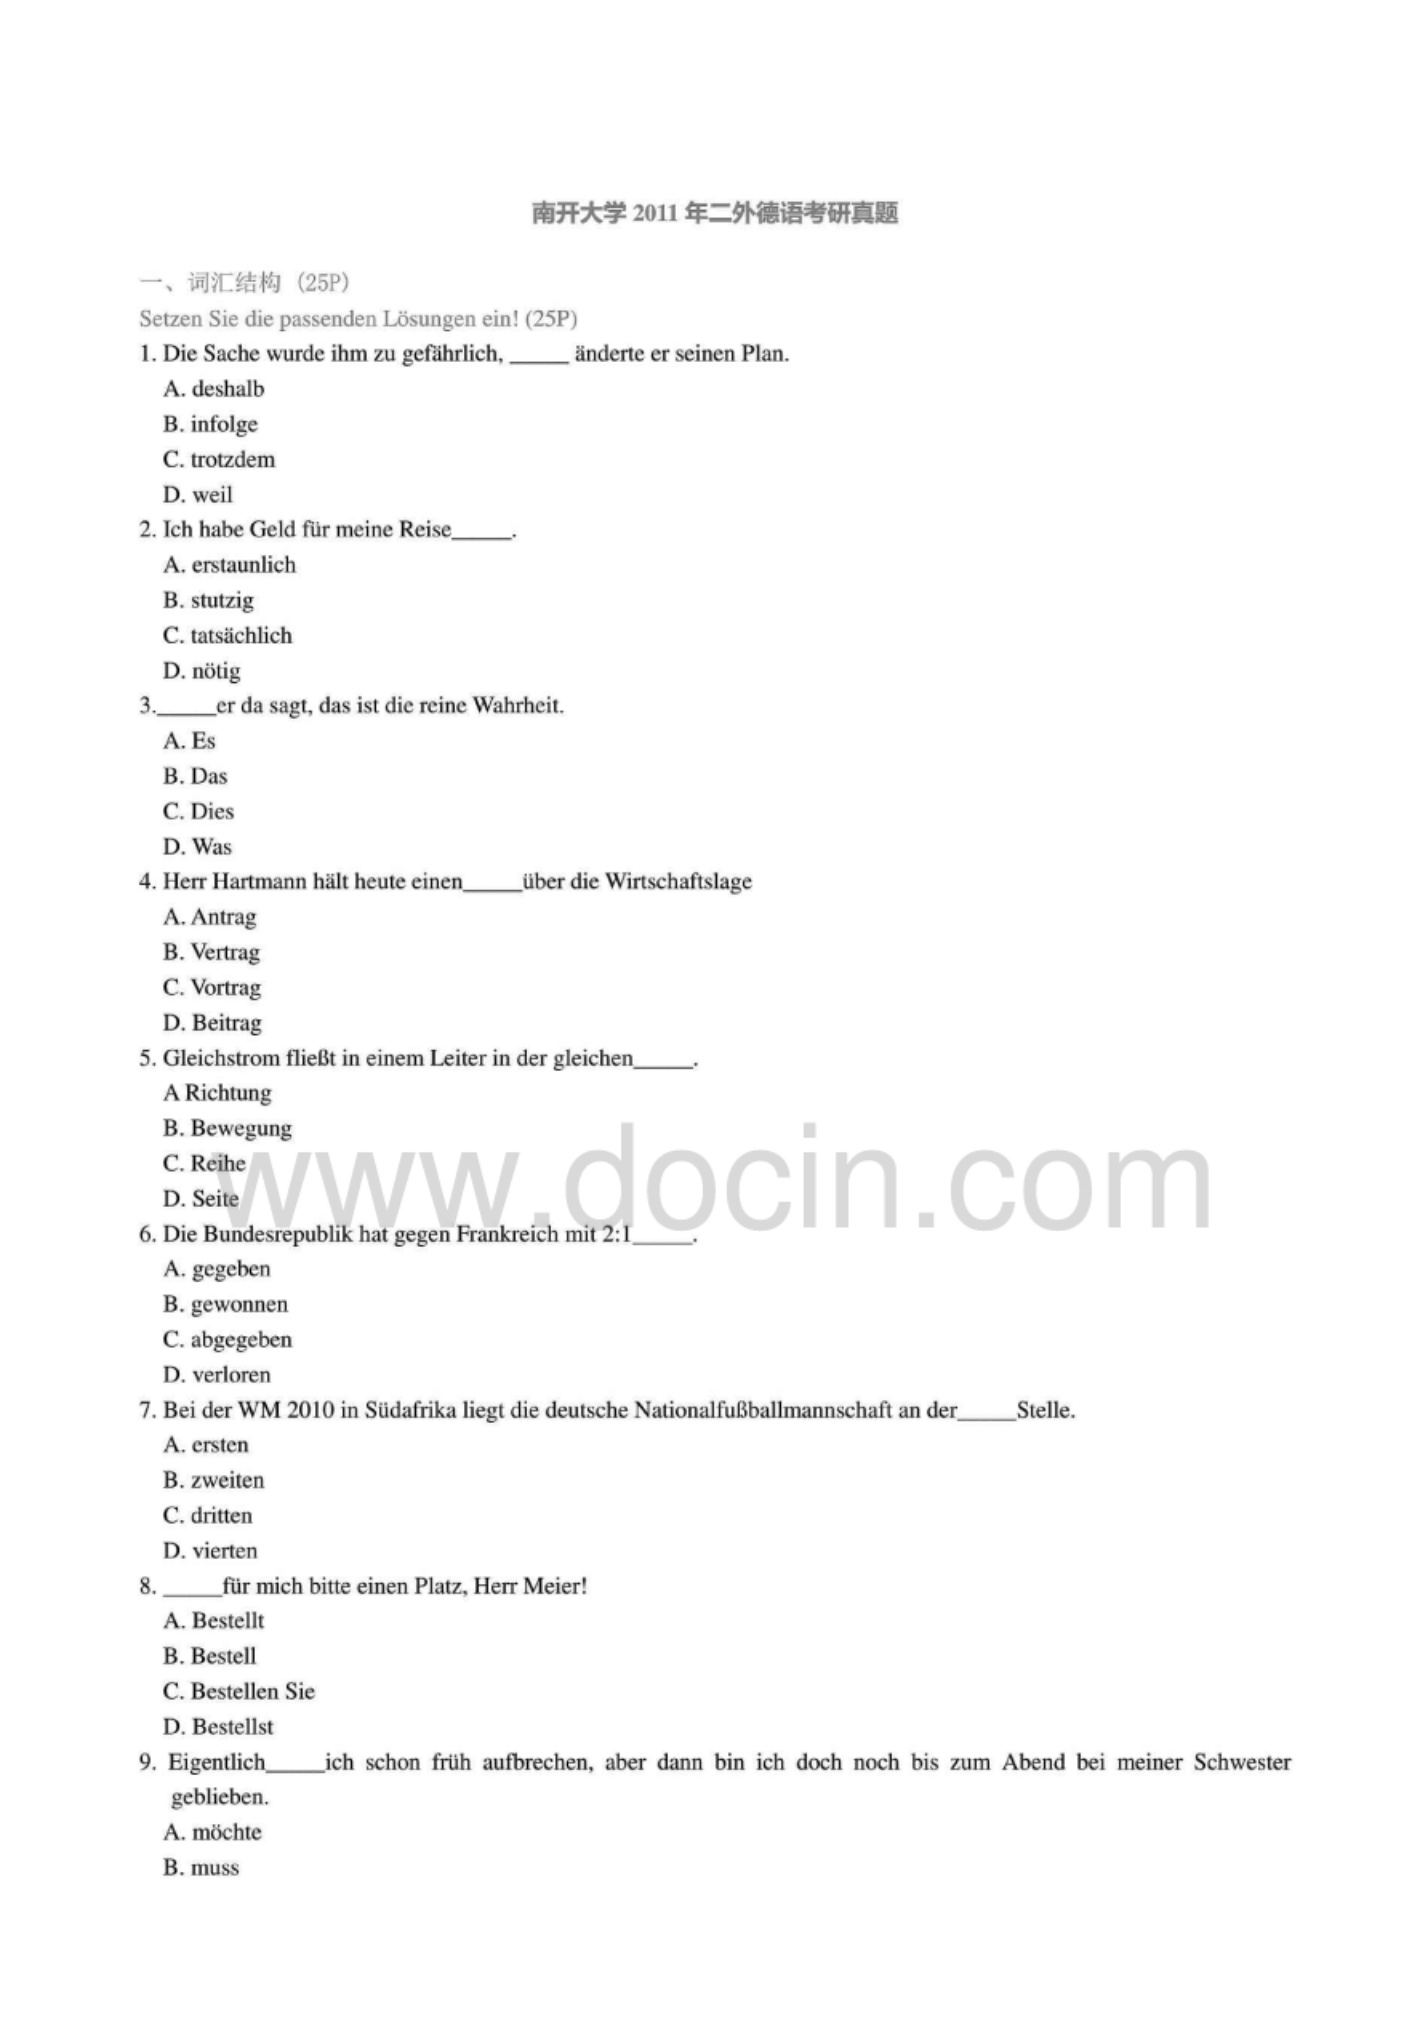 南开大学 2011 年二外德语考研真题
一、词汇结构 (25P)
Setzen Sie die passenden Lösungen ein! (25P)
1. Die Sache wurde ihm zu gefährlich, _____ änderte er seinen Plan.
A. deshalb
B. infolge
C. trotzdem
D. weil
2. Ich habe Geld für meine Reise_____.
A. erstaunlich
B. stutzig
C. tatsächlich
D. nötig
3._____er da sagt, das ist die reine Wahrheit.
A. Es
B. Das
C. Dies
D. Was
4. Herr Hartmann hält heute einen_____über die Wirtschaftslage
A. Antrag
B. Vertrag
C. Vortrag
D. Beitrag
5. Gleichstrom fließt in einem Leiter in der gleichen_____.
A Richtung
B. Bewegung
C. Reihe
D. Seite
www.docin.com
6. Die Bundesrepublik hat gegen Frankreich mit 2:1_____.
A. gegeben
B. gewonnen
C. abgegeben
D. verloren
7. Bei der WM 2010 in Südafrika liegt die deutsche Nationalfußballmannschaft an der_____Stelle.
A. ersten
B. zweiten
C. dritten
D. vierten
8. _____für mich bitte einen Platz, Herr Meier!
A. Bestellt
B. Bestell
C. Bestellen Sie
D. Bestellst
9. Eigentlich_____ich schon früh aufbrechen, aber dann bin ich doch noch bis zum Abend bei meiner Schwester
geblieben.
A. möchte
B. muss